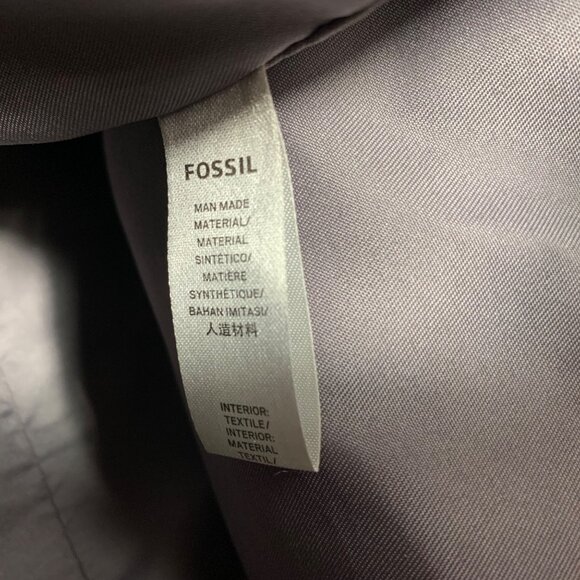 FOSSIL
MAN MADE
MATERIAL/
MATERIAL
SINTÉTICO/
MATIÈRE
SYNTHÉTIQUE/
BAHAN IMITASI/
人造材料
INTERIOR:
TEXTILE/
INTERIOR:
MATERIAL
TEXTIL/